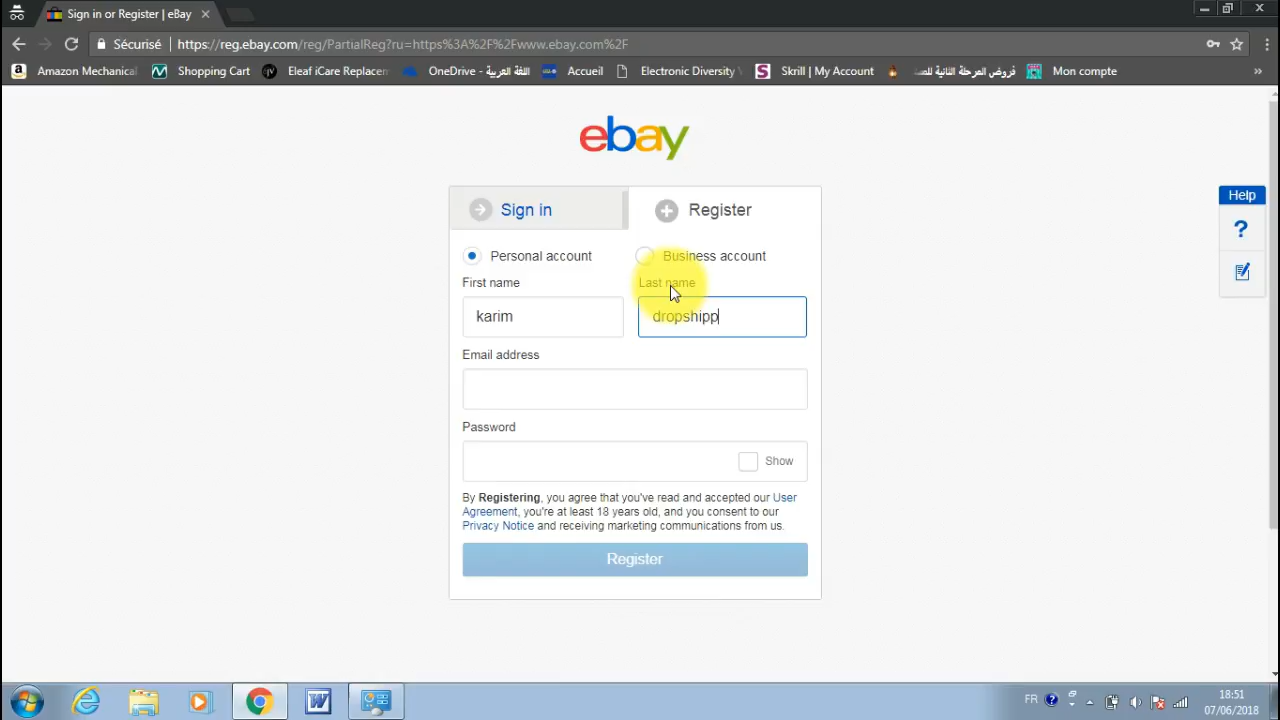 Sign in or Register | eBay
Sécurisé
https://reg.ebay.com/reg/PartialReg?ru=https%3A%2F%2Fwww.ebay.com%2F
Amazon Mechanical
Shopping Cart
Eleaf iCare Replacem
OneDrive - اللغة العربية
Accueil
Electronic Diversity
Skrill | My Account
فروض المرحلة الثانية للص
Mon compte
»
ebay
Help
?
Sign in
Register
Personal account
Business account
First name
Last name
karim
dropshipp
Email address
Password
Show
By Registering, you agree that you've read and accepted our User
Agreement, you're at least 18 years old, and you consent to our
Privacy Notice and receiving marketing communications from us.
Register
FR
18:51
07/06/2018